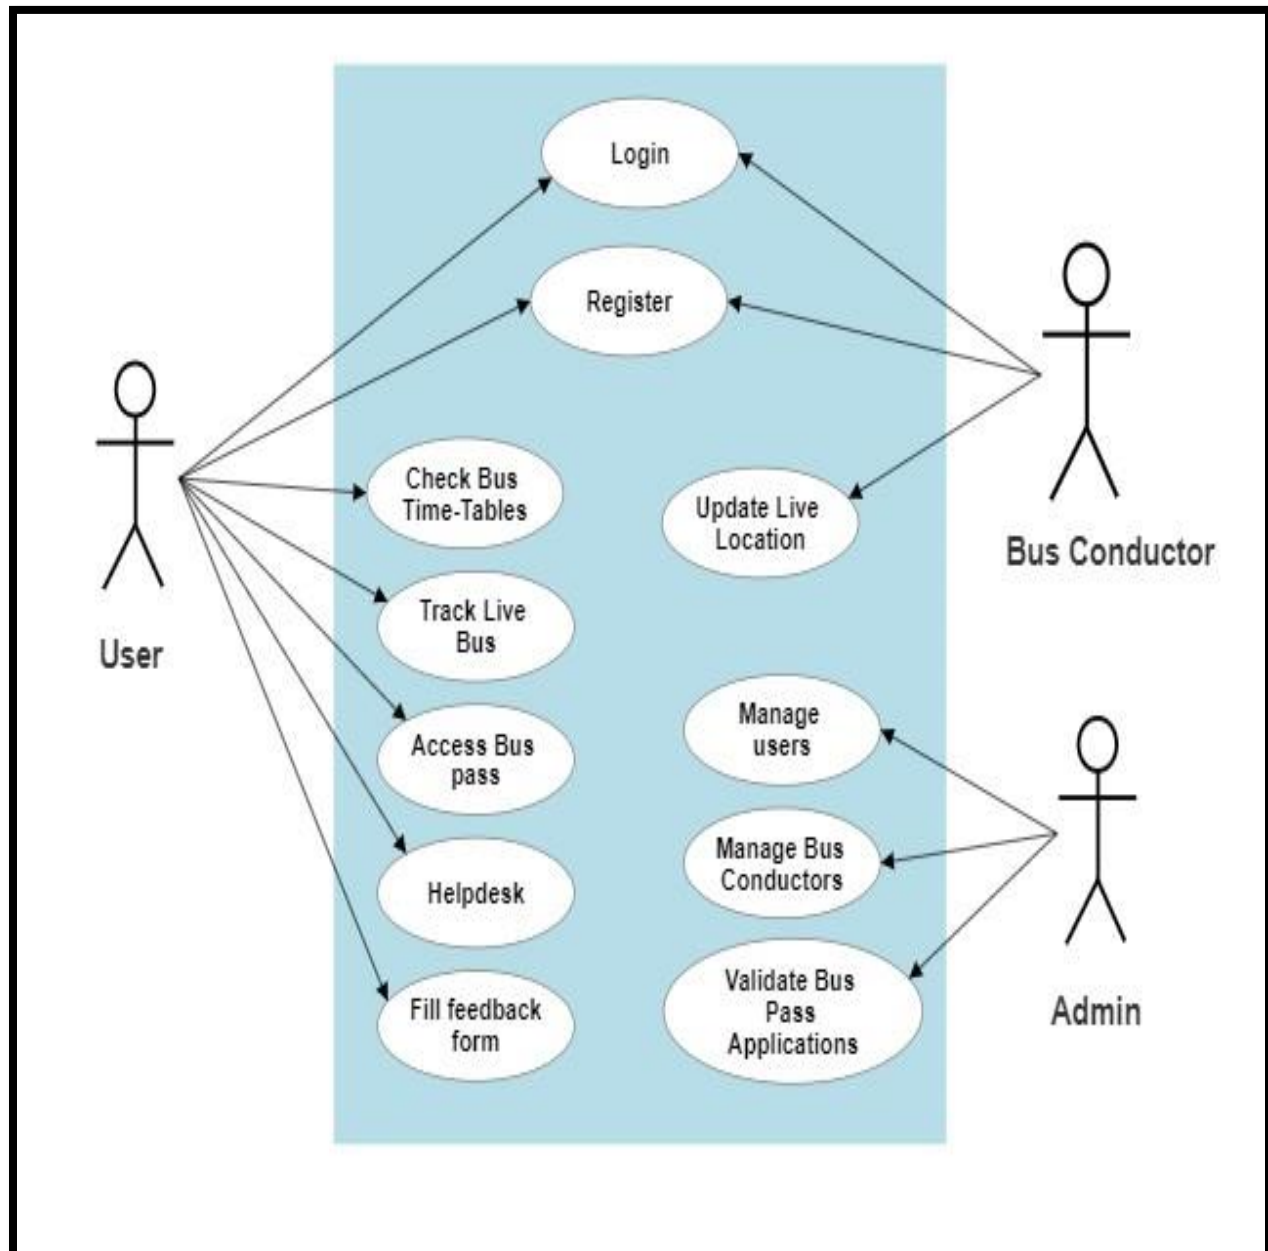 Login
Register
Check Bus
Time-Tables
Update Live
Location
Bus Conductor
Track Live
Bus
User
Access Bus
pass
Manage
users
Helpdesk
Manage Bus
Conductors
Fill feedback
form
Validate Bus
Pass
Applications
Admin